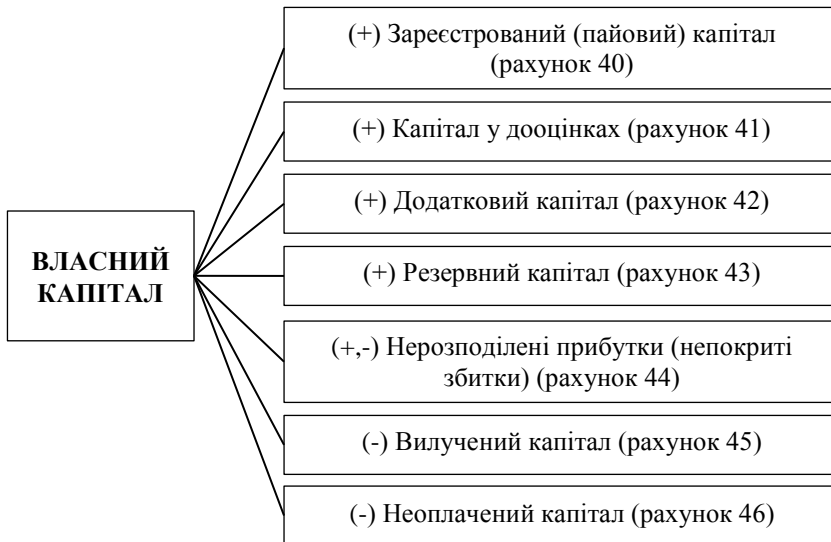 (+) Зареєстрований (пайовий) капітал
(рахунок 40)
(+) Капітал у дооцінках (рахунок 41)
(+) Додатковий капітал (рахунок 42)
ВЛАСНИЙ
КАПІТАЛ
(+) Резервний капітал (рахунок 43)
(+,-) Нерозподілені прибутки (непокриті
збитки) (рахунок 44)
(-) Вилучений капітал (рахунок 45)
(-) Неоплачений капітал (рахунок 46)